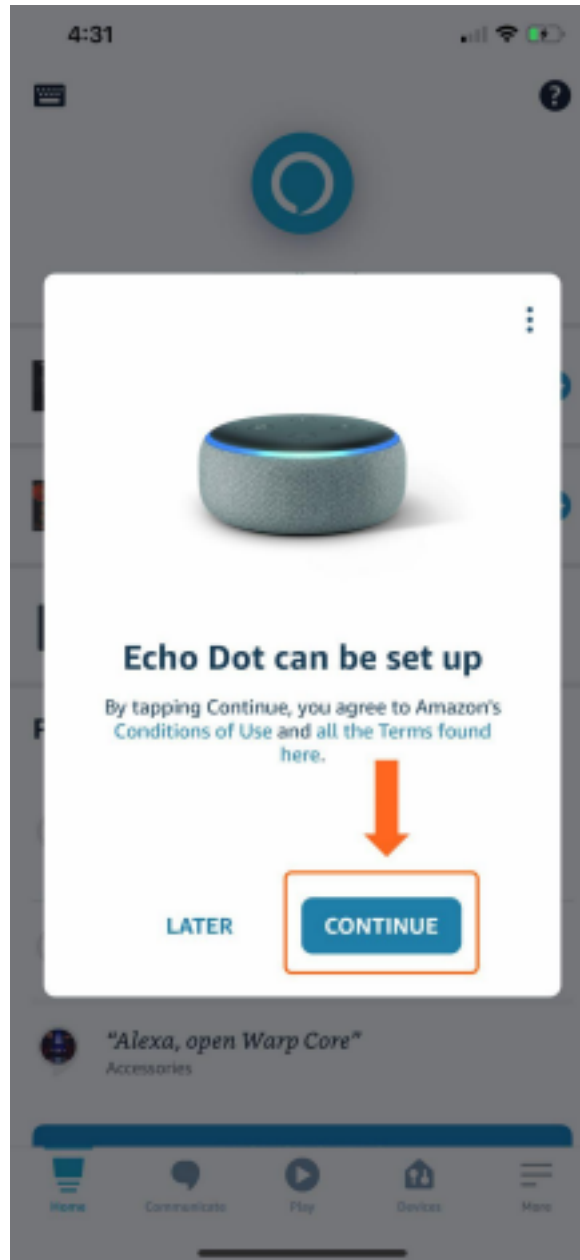 4:31
Echo Dot can be set up
By tapping Continue, you agree to Amazon's
Conditions of Use and all the Terms found
here.
LATER
CONTINUE
"Alexa, open Warp Core"
Accessories
Home
Communicate
Play
Devices
More